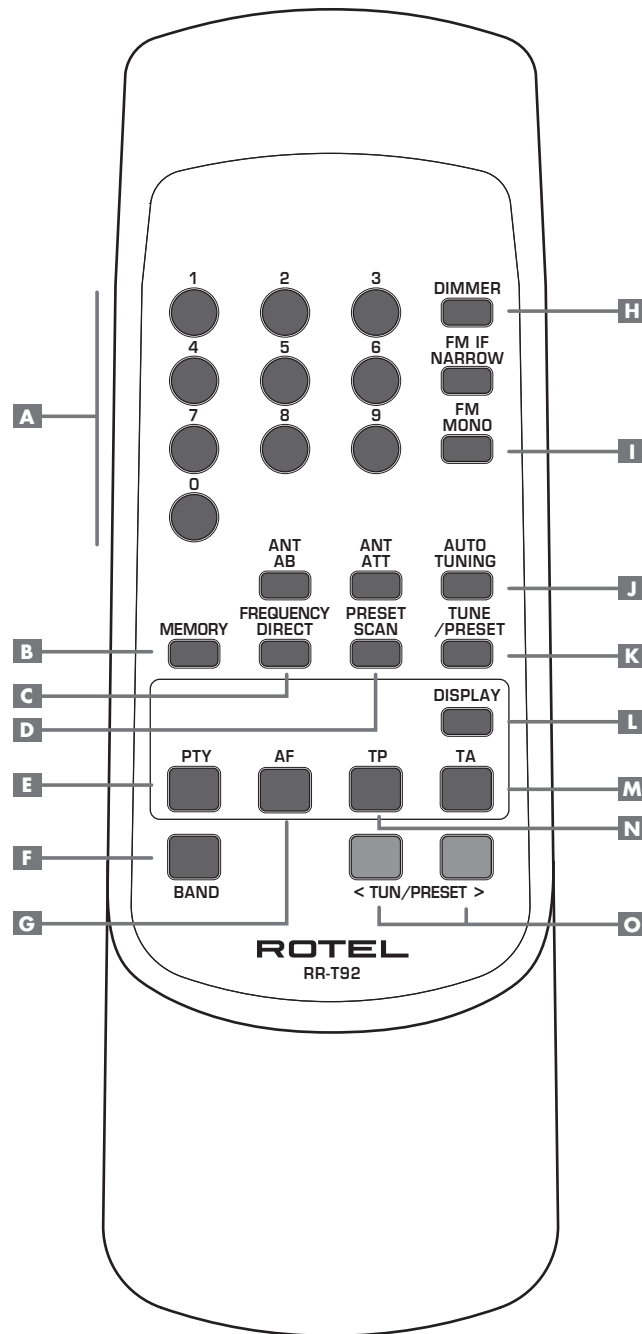 1 2 3 DIMMER
H
FM IF
NARROW
4 5 6
A
FM
MONO
7 8 9
I
0
ANT
AB
ANT
ATT
AUTO
TUNING
J
MEMORY
FREQUENCY
DIRECT
PRESET
SCAN
TUNE
/PRESET
B
K
C
D
DISPLAY
L
PTY AF TP TA
E
M
N
F
BAND
< TUN/PRESET >
G
O
ROTEL
RR-T92